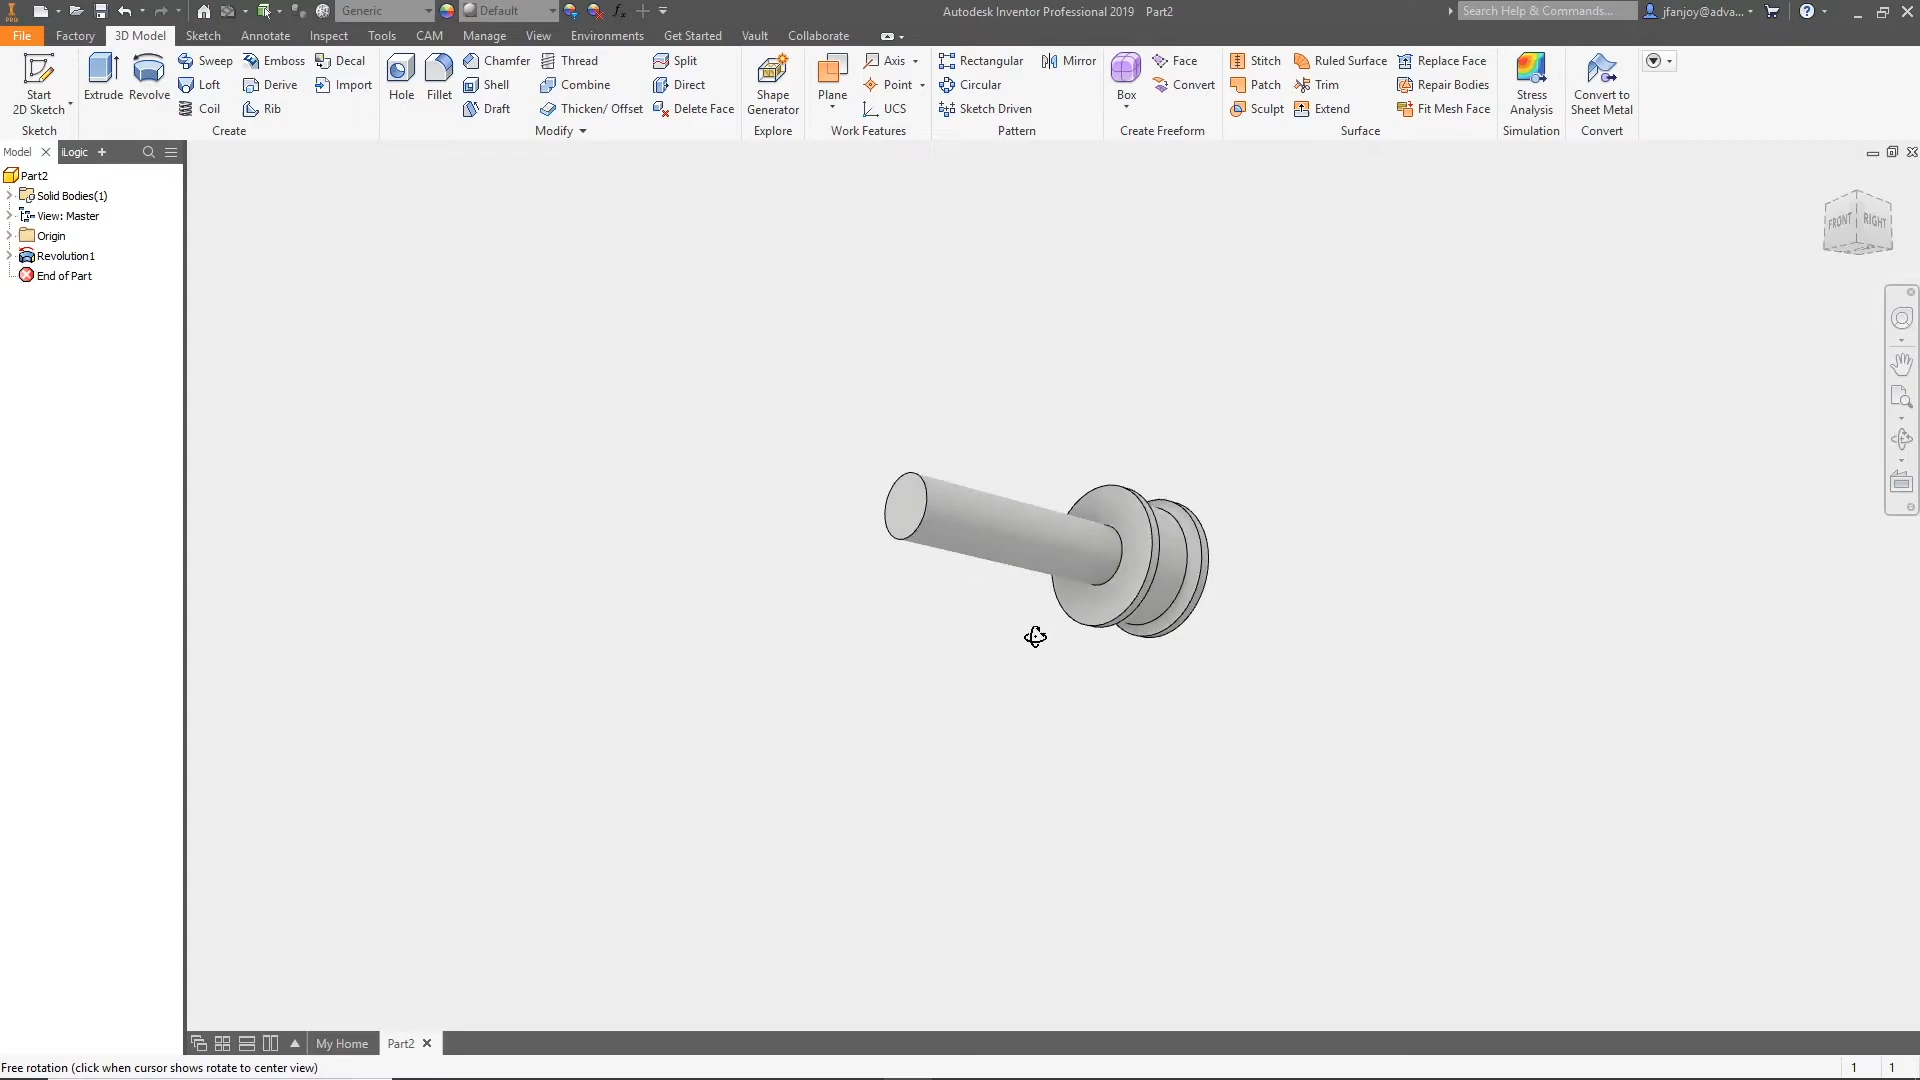 PRO
Generic
Default
fx
Autodesk Inventor Professional 2019 Part2
Search Help & Commands...
jfanjoy@adva...
File Factory 3D Model Sketch Annotate Inspect Tools CAM Manage View Environments Get Started Vault Collaborate
Start
2D Sketch
Sketch
Extrude
Revolve
Sweep
Loft
Coil
Emboss
Derive
Rib
Decal
Import
Create
Hole
Fillet
Chamfer
Shell
Draft
Thread
Combine
Thicken/ Offset
Split
Direct
Delete Face
Modify
Shape
Generator
Explore
Plane
Axis
Point
UCS
Work Features
Rectangular
Circular
Sketch Driven
Mirror
Pattern
Box
Face
Convert
Create Freeform
Stitch
Patch
Sculpt
Ruled Surface
Trim
Extend
Replace Face
Repair Bodies
Fit Mesh Face
Surface
Stress
Analysis
Simulation
Convert to
Sheet Metal
Convert
Model
iLogic
Part2
Solid Bodies(1)
View: Master
Origin
Revolution1
End of Part
FRONT
RIGHT
My Home
Part2
Free rotation (click when cursor shows rotate to center view)
1 1